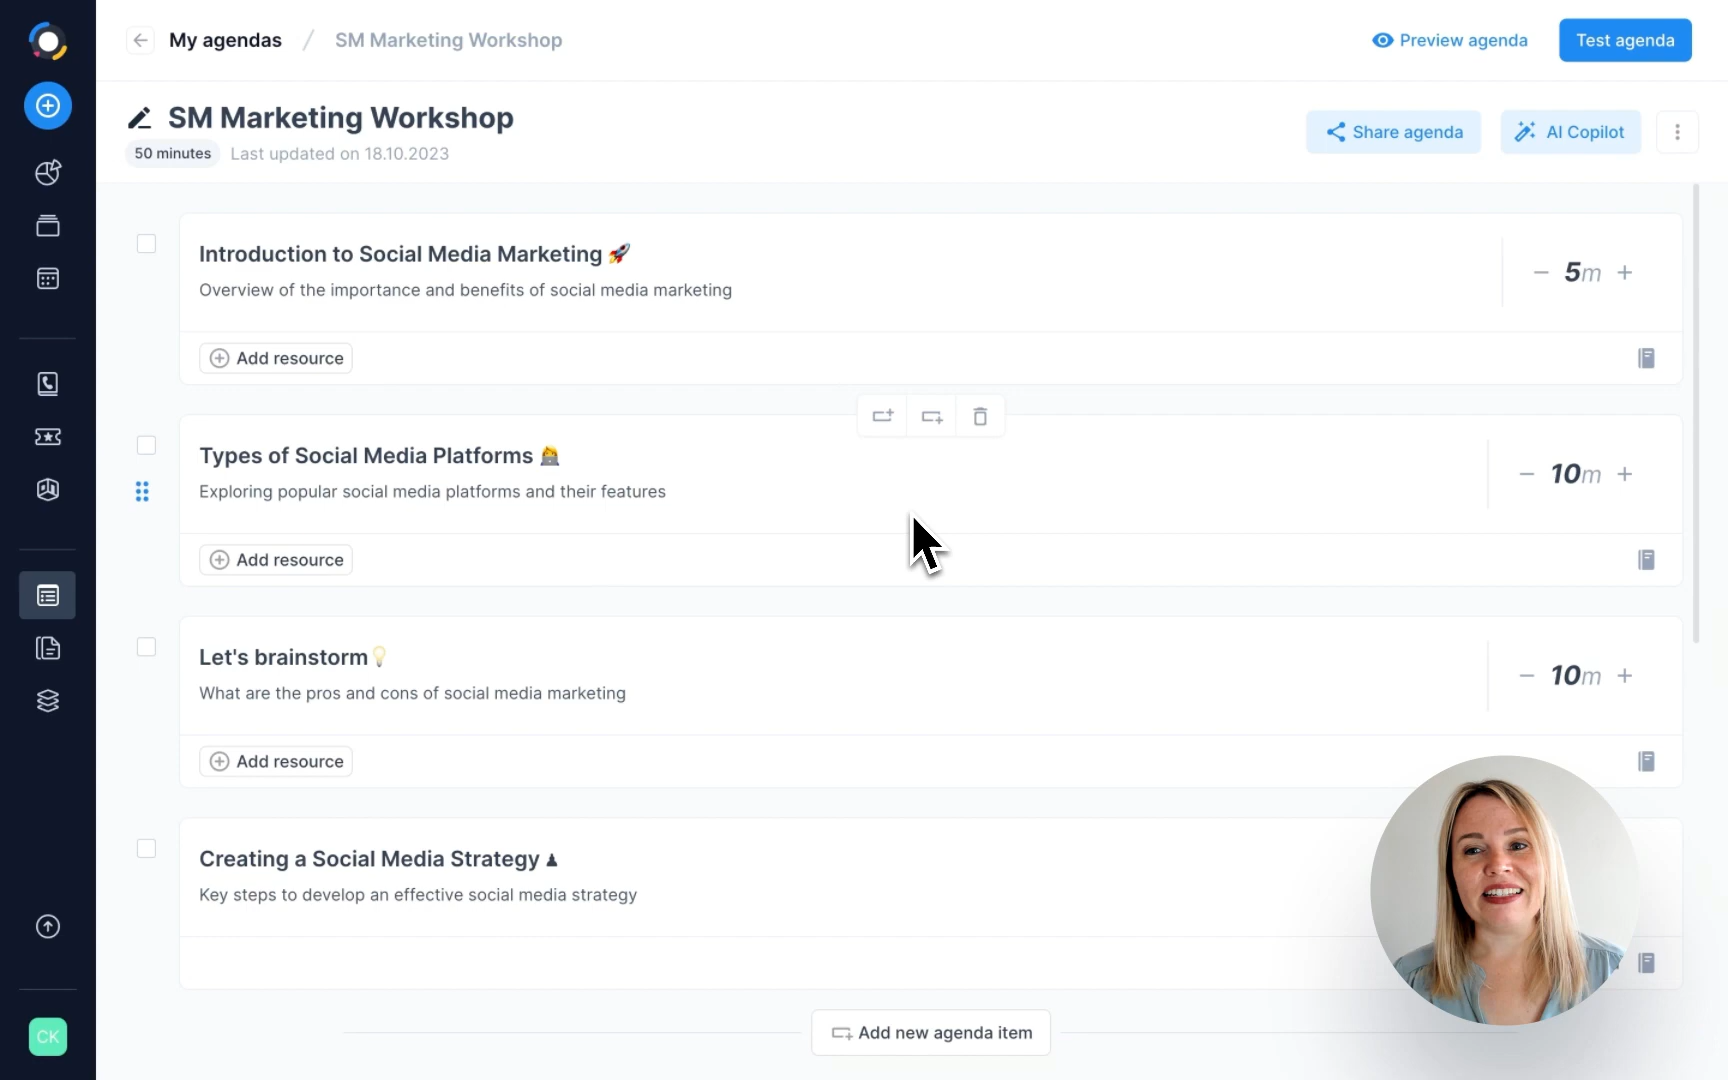 My agendas / SM Marketing Workshop
Preview agenda
Test agenda
SM Marketing Workshop
50 minutes Last updated on 18.10.2023
Share agenda
AI Copilot
Introduction to Social Media Marketing 🚀
Overview of the importance and benefits of social media marketing
5m
Add resource
Types of Social Media Platforms 🧑‍💻
Exploring popular social media platforms and their features
10m
Add resource
Let's brainstorm💡
What are the pros and cons of social media marketing
10m
Add resource
Creating a Social Media Strategy ♟
Key steps to develop an effective social media strategy
Add new agenda item
CK